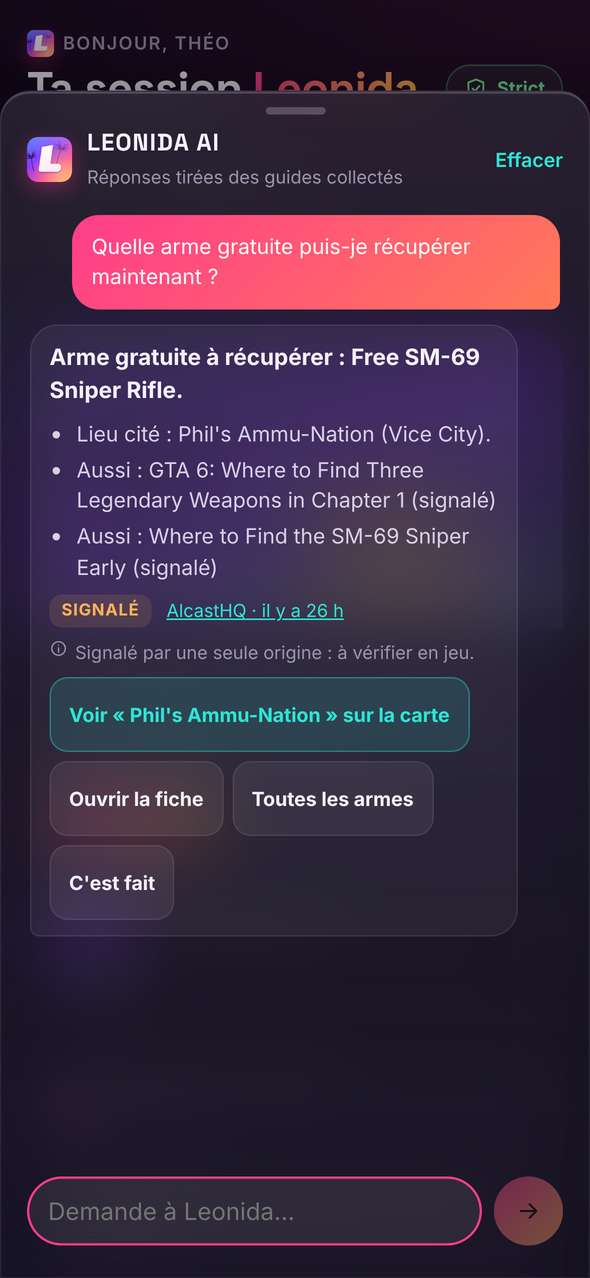 BONJOUR, THÉO
Ta session Leonida
Strict
LEONIDA AI
Réponses tirées des guides collectés
Effacer
Quelle arme gratuite puis-je récupérer
maintenant ?
Arme gratuite à récupérer : Free SM-69
Sniper Rifle.
• Lieu cité : Phil's Ammu-Nation (Vice City).
• Aussi : GTA 6: Where to Find Three
Legendary Weapons in Chapter 1 (signalé)
• Aussi : Where to Find the SM-69 Sniper
Early (signalé)
SIGNALÉ AlcastHQ · il y a 26 h
Signalé par une seule origine : à vérifier en jeu.
Voir « Phil's Ammu-Nation » sur la carte
Ouvrir la fiche
Toutes les armes
C'est fait
Demande à Leonida...